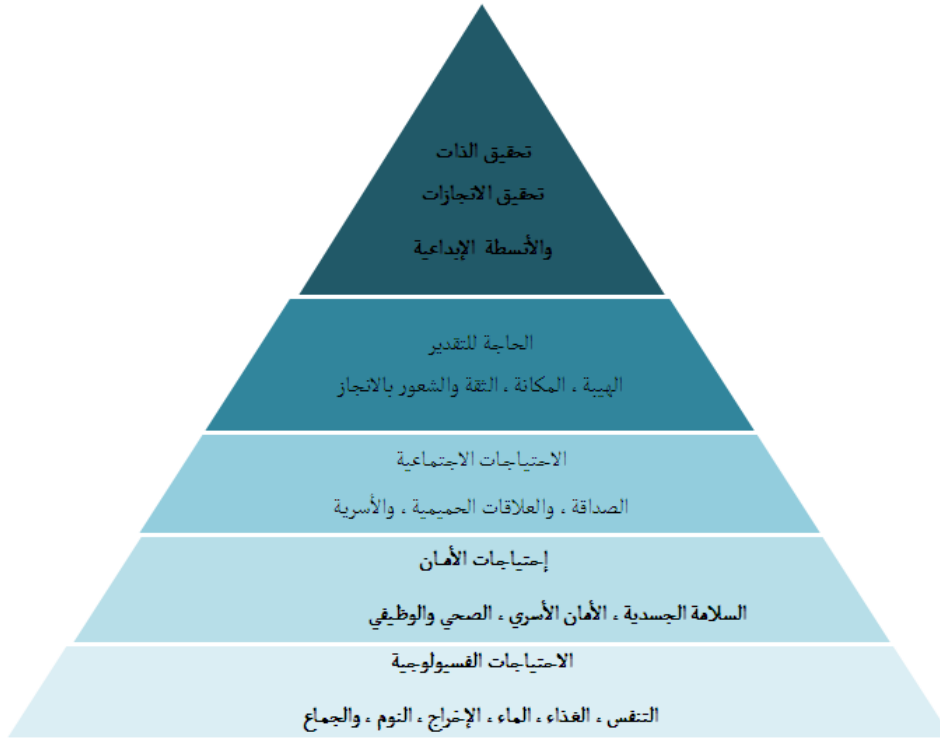 تحقيق الذات
تحقيق الانجازات
والأنسطة الإبداعية
الحاجة للتقدير
الهيبة ، المكانة ، الثقة والشعور بالانجاز
الاحتياجات الاجتماعية
الصداقة ، والعلاقات الحميمية ، والأسرية
إحتياجات الأمان
السلامة الجسدية ، الأمان الأسري ، الصحي والوظيفي
الاحتياجات الفسيولوجية
التنفس ، الغذاء ، الماء ، الإخراج ، النوم ، والجماع